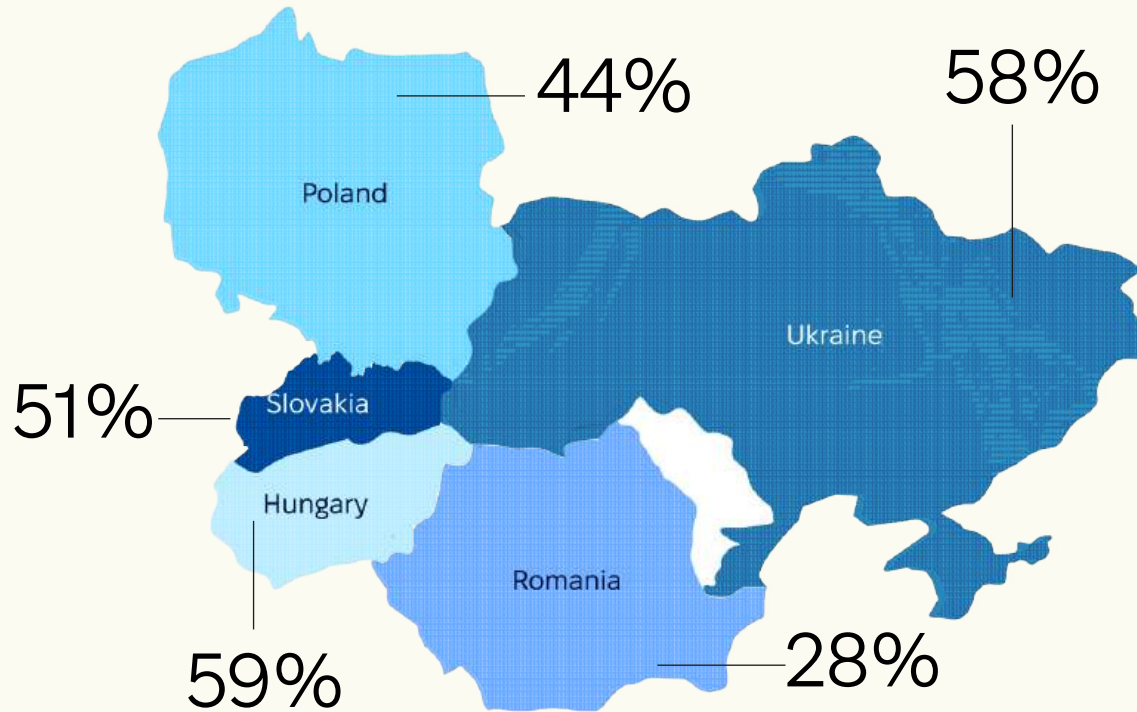 58%
44%
Poland
Ukraine
51%
Slovakia
Hungary
Romania
28%
59%